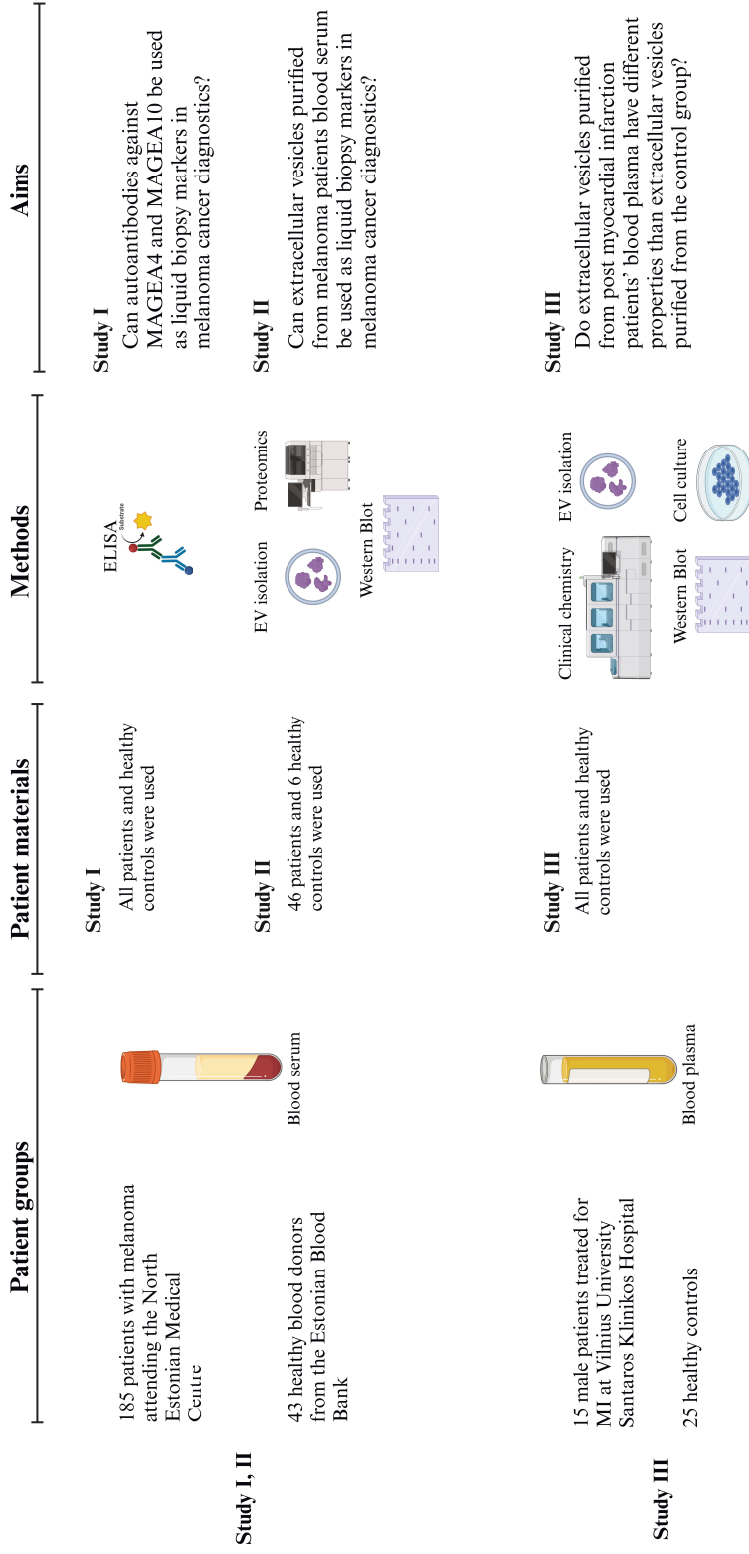 Patient groups
Patient materials
Methods
Aims
Study I, II
185 patients with melanoma
attending the North
Estonian Medical
Centre
43 healthy blood donors
from the Estonian Blood
Bank
Blood serum
Study I
All patients and healthy
controls were used
Study II
46 patients and 6 healthy
controls were used
ELISA
Substrate
EV isolation
Proteomics
Western Blot
Study I
Can autoantibodies against
MAGEA4 and MAGEA10 be used
as liquid biopsy markers in
melanoma cancer diagnostics?
Study II
Can extracellular vesicles purified
from melanoma patients blood serum
be used as liquid biopsy markers in
melanoma cancer diagnostics?
Study III
15 male patients treated for
MI at Vilnius University
Santaros Klinikos Hospital
25 healthy controls
Blood plasma
Study III
All patients and healthy
controls were used
Clinical chemistry
EV isolation
Western Blot
Cell culture
Study III
Do extracellular vesicles purified
from post myocardial infarction
patients' blood plasma have different
properties than extracellular vesicles
purified from the control group?